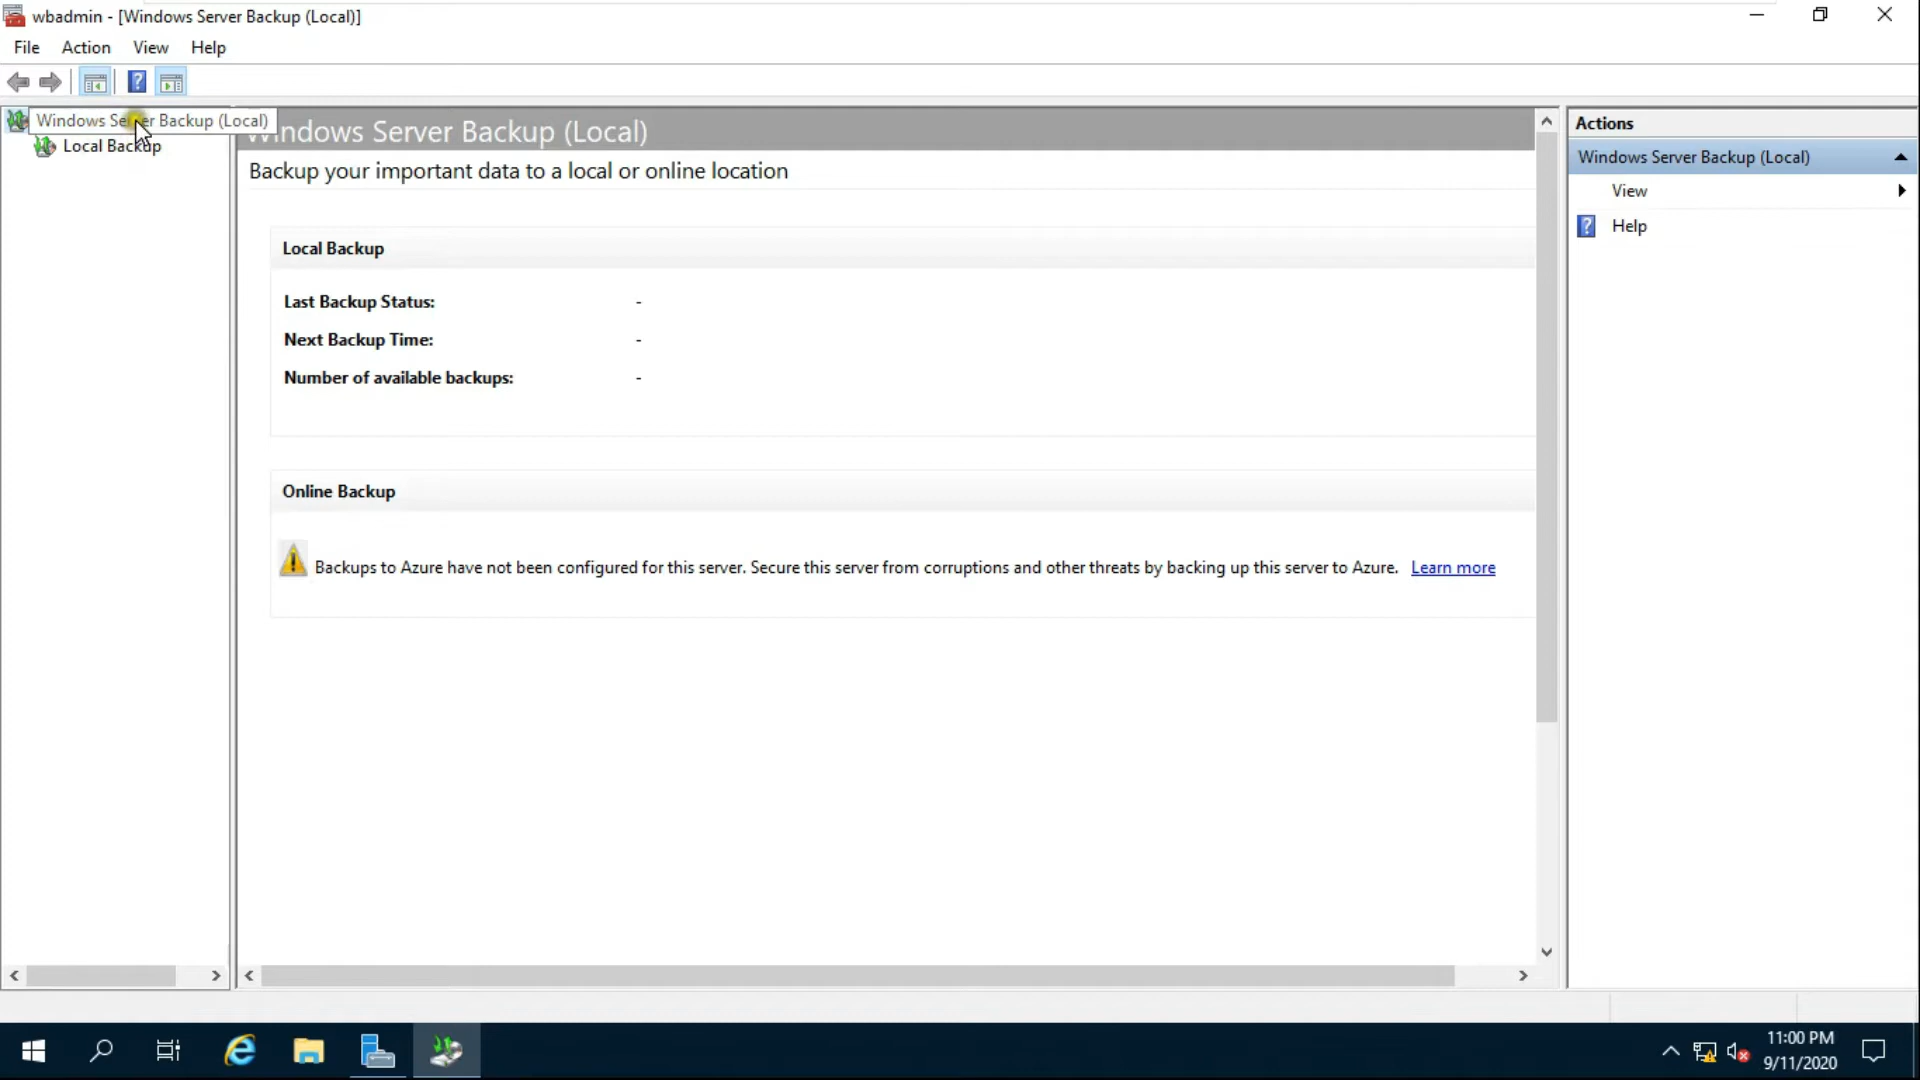 wbadmin - [Windows Server Backup (Local)]
File Action View Help
Windows Server Backup (Local)
Local Backup
Windows Server Backup (Local)
Backup your important data to a local or online location
Local Backup
Last Backup Status: -
Next Backup Time: -
Number of available backups: -
Online Backup
Backups to Azure have not been configured for this server. Secure this server from corruptions and other threats by backing up this server to Azure. Learn more
Actions
Windows Server Backup (Local)
View
Help
11:00 PM
9/11/2020